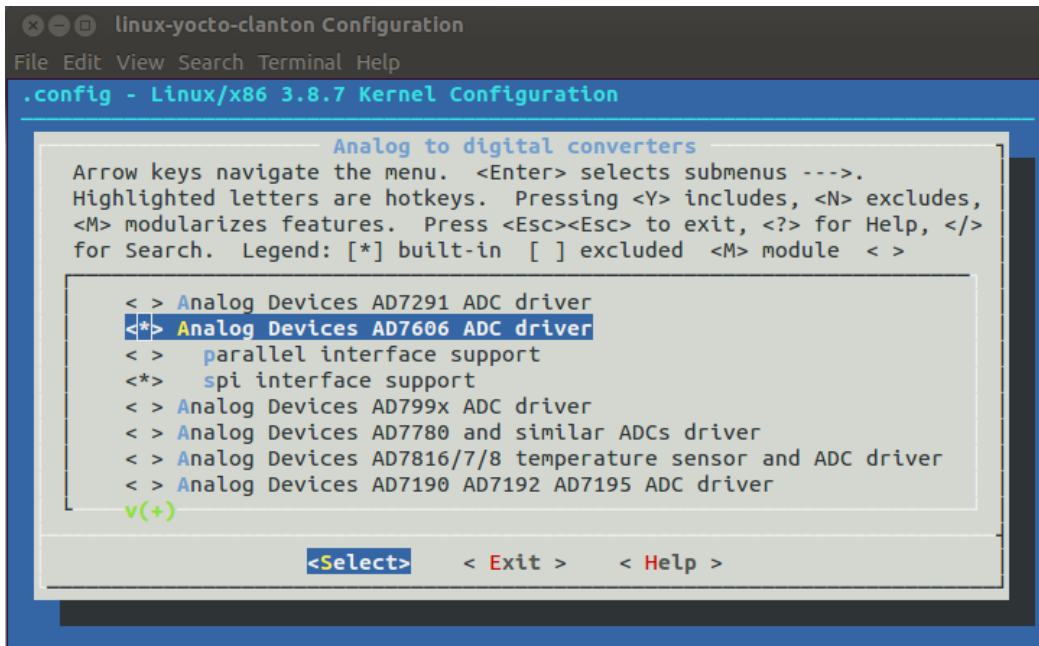 linux-yocto-clanton Configuration
File Edit View Search Terminal Help
.config - Linux/x86 3.8.7 Kernel Configuration
Analog to digital converters
Arrow keys navigate the menu.  <Enter> selects submenus --->.
Highlighted letters are hotkeys.  Pressing <Y> includes, <N> excludes,
<M> modularizes features.  Press <Esc><Esc> to exit, <?> for Help, </>
for Search.  Legend: [*] built-in  [ ] excluded  <M> module  < >
< > Analog Devices AD7291 ADC driver
<*> Analog Devices AD7606 ADC driver
< >   parallel interface support
<*>   spi interface support
< > Analog Devices AD799x ADC driver
< > Analog Devices AD7780 and similar ADCs driver
< > Analog Devices AD7816/7/8 temperature sensor and ADC driver
< > Analog Devices AD7190 AD7192 AD7195 ADC driver
v(+)
<Select>    < Exit >    < Help >